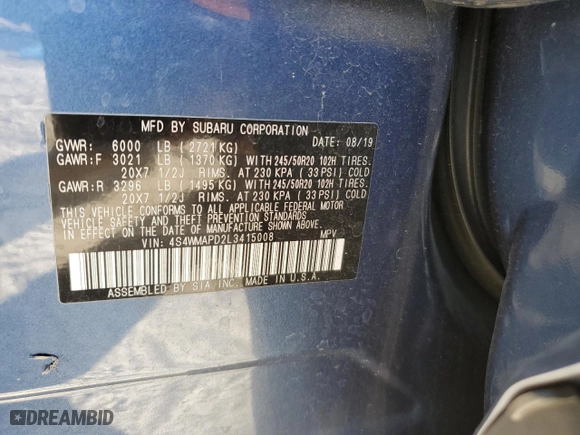 MFD BY SUBARU CORPORATION
GVWR: 6000 LB ( 2721 KG) DATE: 08/19
GAWR:F 3021 LB ( 1370 KG) WITH 245/50R20 102H TIRES.
20X7 1/2J RIMS. AT 230 KPA ( 33 PSI) COLD
GAWR:R 3296 LB ( 1495 KG) WITH 245/50R20 102H TIRES.
20X7 1/2J RIMS. AT 230 KPA ( 33 PSI) COLD
THIS VEHICLE CONFORMS TO ALL APPLICABLE FEDERAL MOTOR
VEHICLE SAFETY AND THEFT PREVENTION STANDARDS
IN EFFECT ON THE DATE OF MANUFACTURE SHOWN ABOVE.
VIN: 4S4WMAPD2L3415008 MPV
ASSEMBLED BY SIA INC. MADE IN U.S.A.
DREAMBID